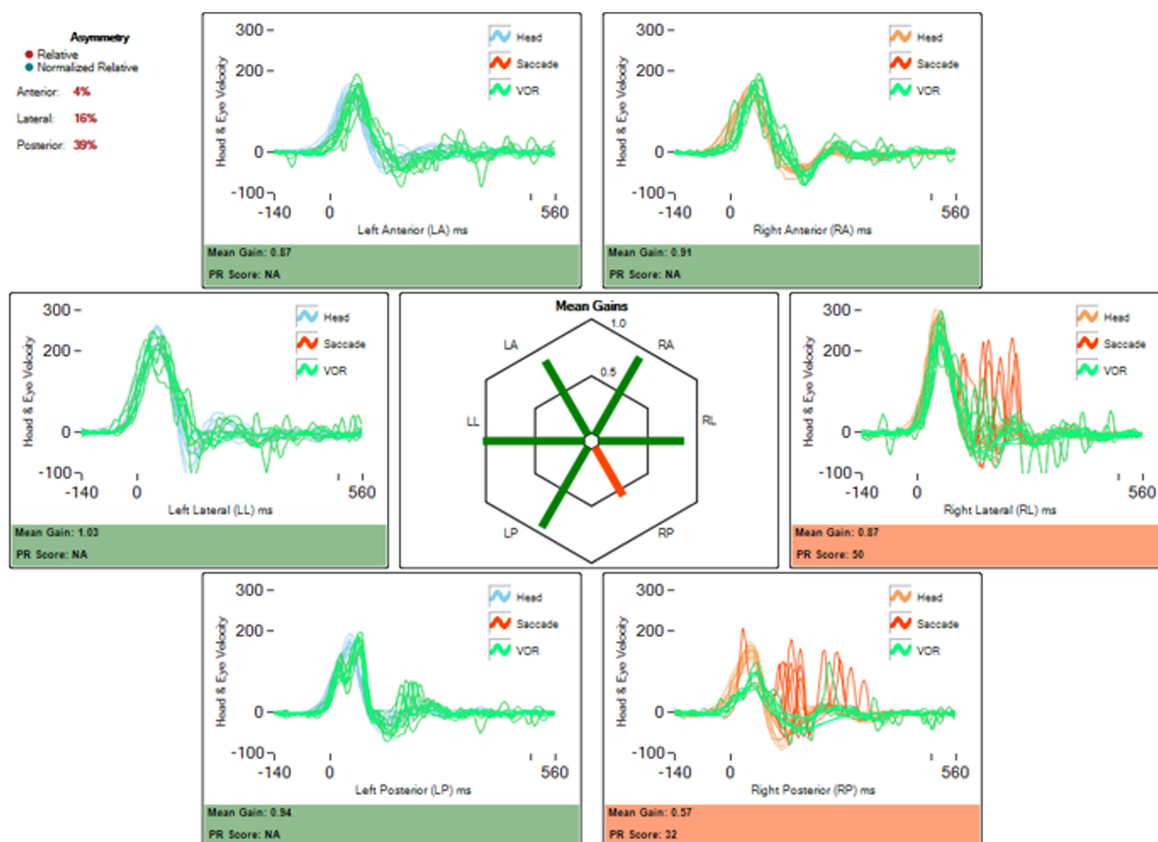 Asymmetry
Relative
Normalized Relative
Anterior: 4%
Lateral: 16%
Posterior: 39%
Head & Eye Velocity
300
200
0
-100
-140 0 560
Left Anterior (LA) ms
Head
Saccade
VOR
Mean Gain: 0.87
PR Score: NA
Head & Eye Velocity
300
200
0
-100
-140 0 560
Right Anterior (RA) ms
Head
Saccade
VOR
Mean Gain: 0.91
PR Score: NA
Head & Eye Velocity
300
200
0
-100
-140 0 560
Left Lateral (LL) ms
Head
Saccade
VOR
Mean Gain: 1.03
PR Score: NA
Mean Gains
1.0
0.5
LA RA
LL RL
LP RP
Head & Eye Velocity
300
200
0
-100
-140 0 560
Right Lateral (RL) ms
Head
Saccade
VOR
Mean Gain: 0.87
PR Score: 50
Head & Eye Velocity
300
200
0
-100
-140 0 560
Left Posterior (LP) ms
Head
Saccade
VOR
Mean Gain: 0.94
PR Score: NA
Head & Eye Velocity
300
200
0
-100
-140 0 560
Right Posterior (RP) ms
Head
Saccade
VOR
Mean Gain: 0.57
PR Score: 32